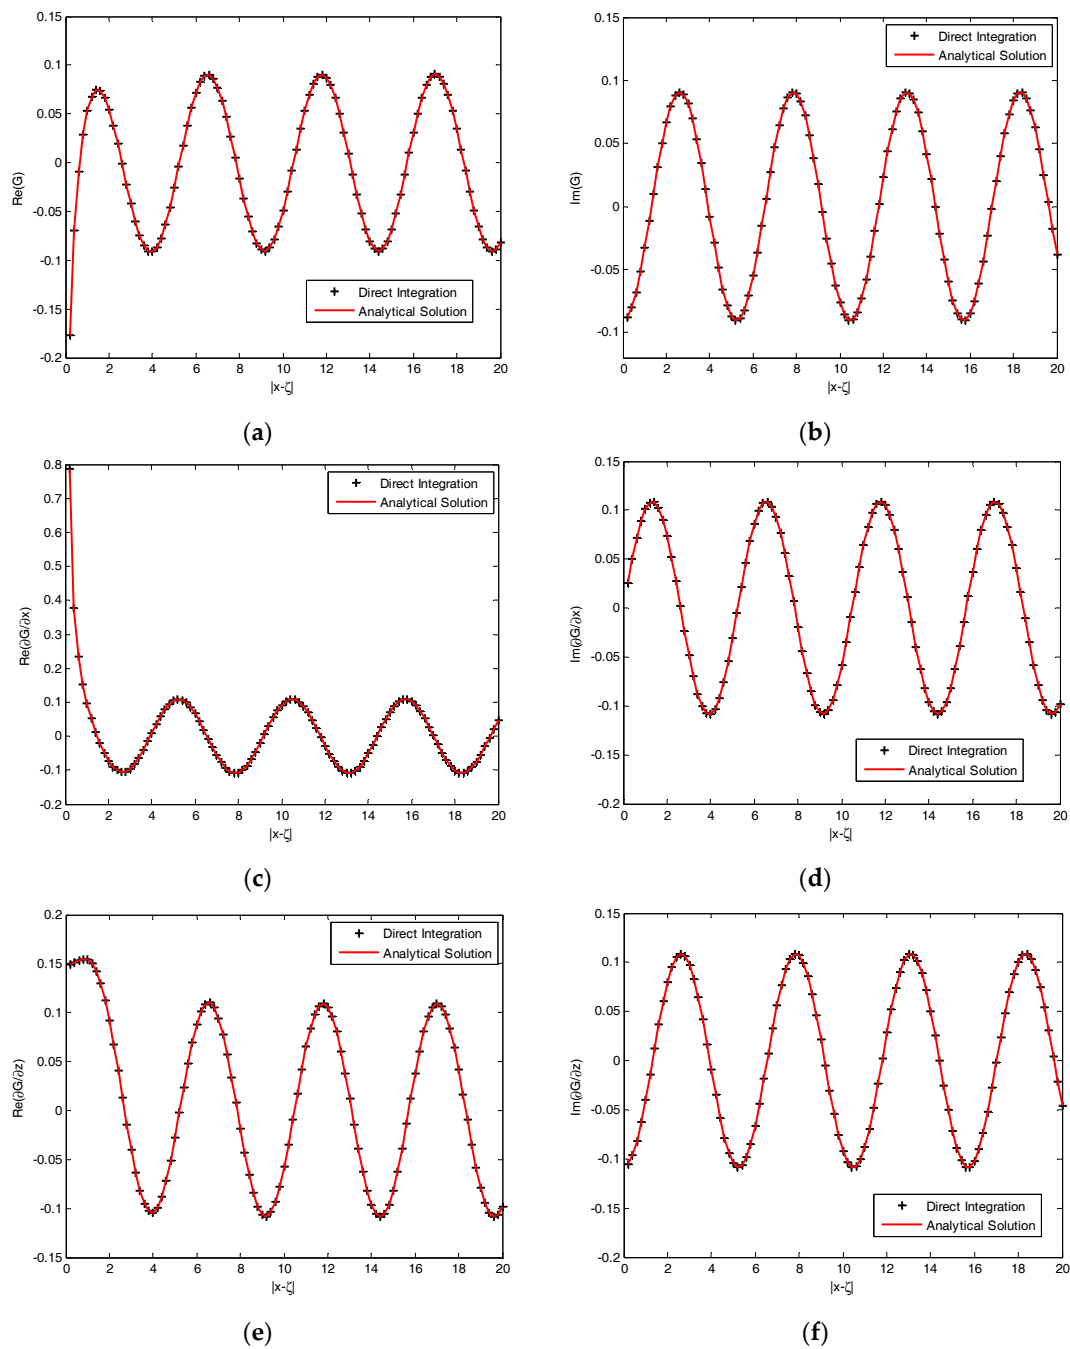 0.15
0.1
0.05
0
-0.05
-0.1
-0.2
Re(G)
Direct Integration
Analytical Solution
0 2 4 6 8 10 12 14 16 18 20
|x-ζ|
(a)
0.15
0.1
0.05
0
-0.05
-0.1
Im(G)
Direct Integration
Analytical Solution
0 2 4 6 8 10 12 14 16 18 20
|x-ζ|
(b)
0.8
0.7
0.6
0.5
0.4
0.3
0.2
0.1
0
-0.1
-0.2
Re(∂G/∂x)
Direct Integration
Analytical Solution
0 2 4 6 8 10 12 14 16 18 20
|x-ζ|
(c)
0.15
0.1
0.05
0
-0.05
-0.1
-0.15
-0.2
Im(∂G/∂x)
Direct Integration
Analytical Solution
0 2 4 6 8 10 12 14 16 18 20
|x-ζ|
(d)
0.2
0.15
0.1
0.05
0
-0.05
-0.1
-0.15
Re(∂G/∂z)
Direct Integration
Analytical Solution
0 2 4 6 8 10 12 14 16 18 20
|x-ζ|
(e)
0.15
0.1
0.05
0
-0.05
-0.1
-0.15
-0.2
Im(∂G/∂z)
Direct Integration
Analytical Solution
0 2 4 6 8 10 12 14 16 18 20
|x-ζ|
(f)